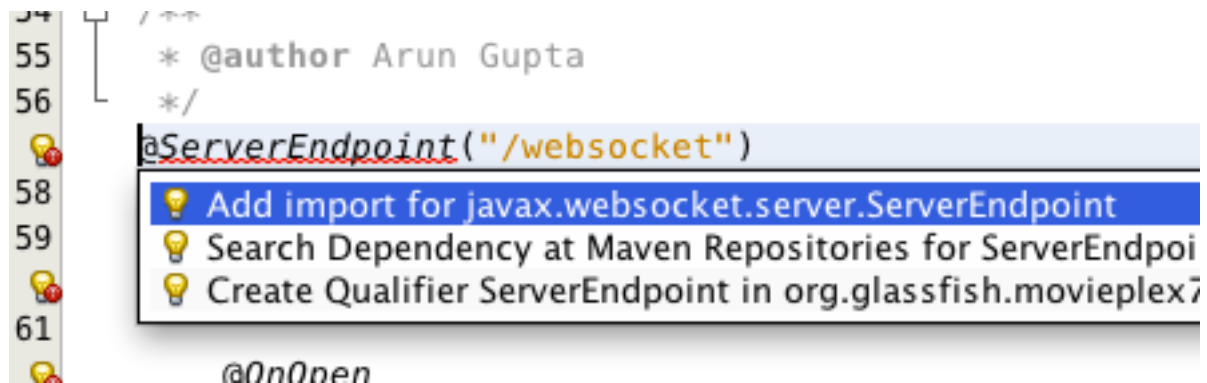 54 /**
55 * @author Arun Gupta
56 */
@ServerEndpoint("/websocket")
58 Add import for javax.websocket.server.ServerEndpoint
59 Search Dependency at Maven Repositories for ServerEndpoi
Create Qualifier ServerEndpoint in org.glassfish.movieplex7
61
@OnOpen